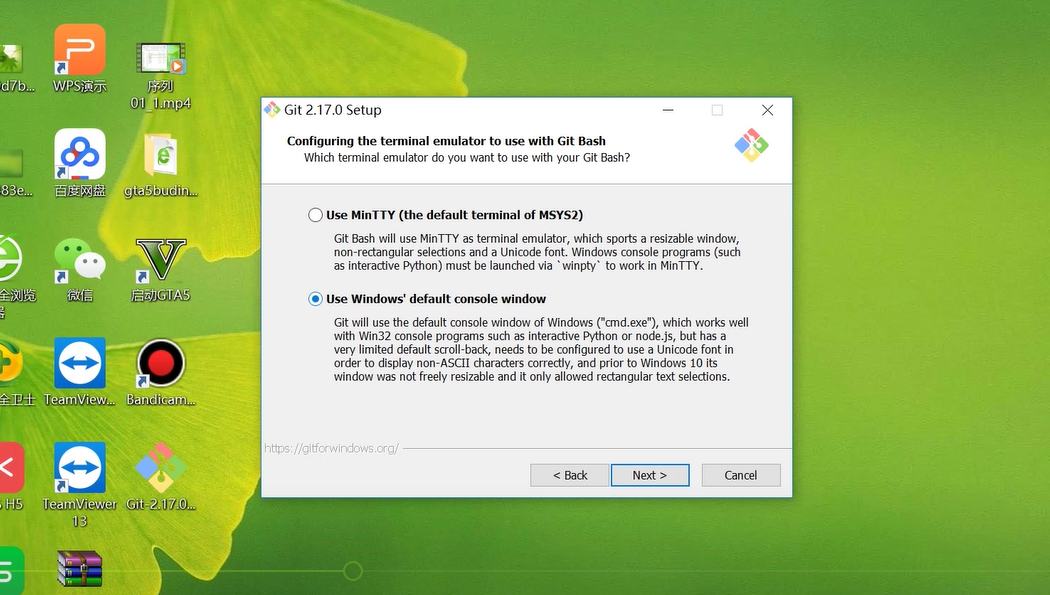 d7b...
WPS演示
序列
01_1.mp4
83e...
百度网盘
gta5budin...
全浏览
器
微信
启动GTA5
全卫士
TeamView...
Bandicam...
H5
TeamViewer
13
Git-2.17.0...
Git 2.17.0 Setup
Configuring the terminal emulator to use with Git Bash
Which terminal emulator do you want to use with your Git Bash?
Use MinTTY (the default terminal of MSYS2)
Git Bash will use MinTTY as terminal emulator, which sports a resizable window,
non-rectangular selections and a Unicode font. Windows console programs (such
as interactive Python) must be launched via `winpty` to work in MinTTY.
Use Windows' default console window
Git will use the default console window of Windows ("cmd.exe"), which works well
with Win32 console programs such as interactive Python or node.js, but has a
very limited default scroll-back, needs to be configured to use a Unicode font in
order to display non-ASCII characters correctly, and prior to Windows 10 its
window was not freely resizable and it only allowed rectangular text selections.
https://gitforwindows.org/
< Back
Next >
Cancel